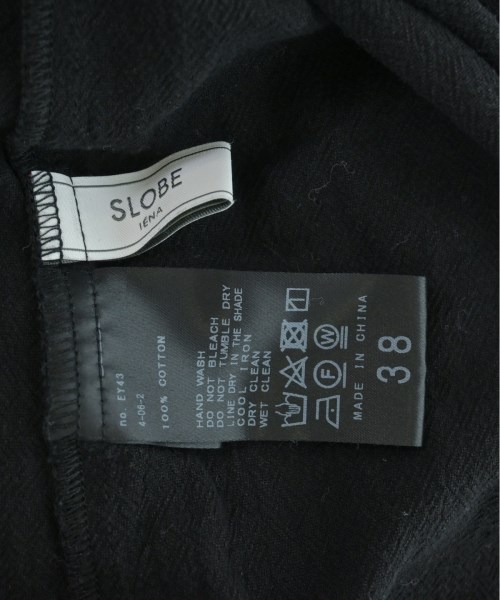 SLOBE
IENA
no. EY43
4-06-2
100% COTTON
HAND WASH
DO NOT BLEACH
DO NOT TUMBLE DRY
LINE DRY IN THE SHADE
COOL IRON
DRY CLEAN
WET CLEAN
F W
MADE IN CHINA
38